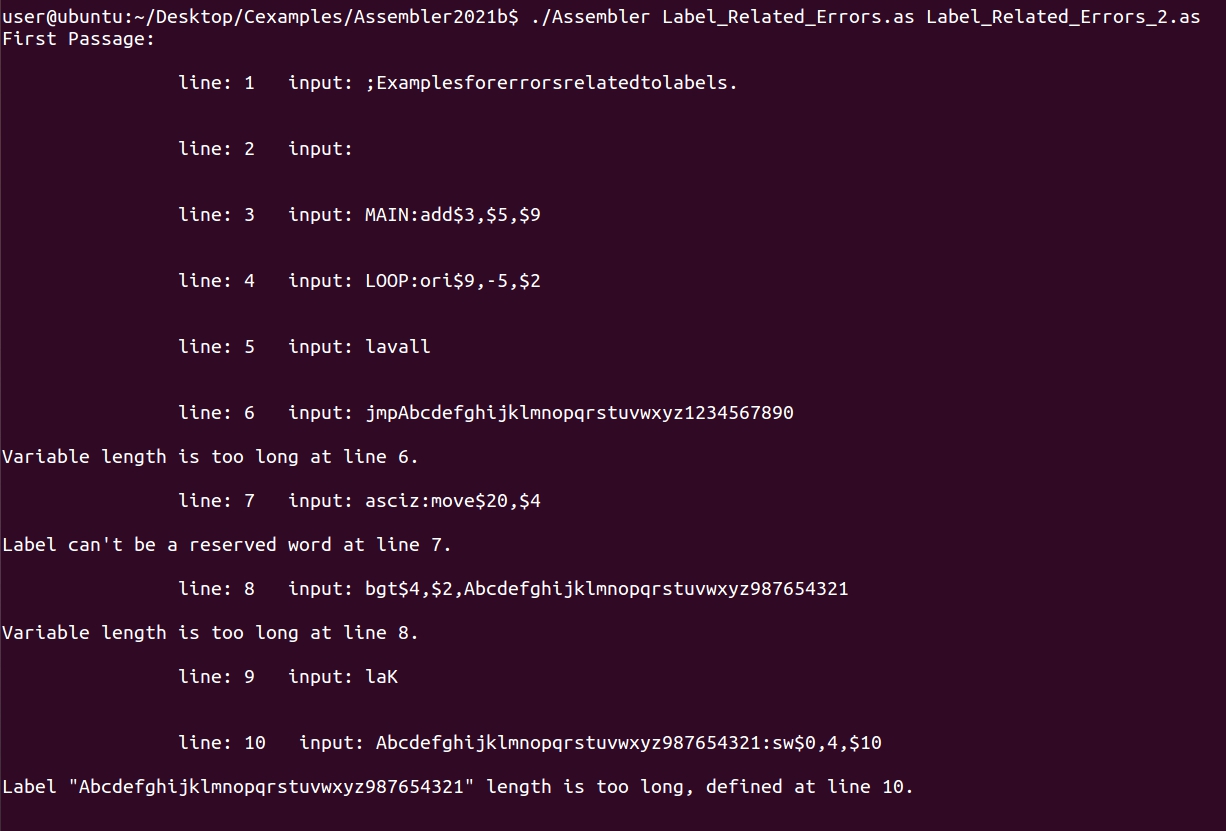 user@ubuntu:~/Desktop/Cexamples/Assembler2021b$ ./Assembler Label_Related_Errors.as Label_Related_Errors_2.as
First Passage:
line: 1   input: ;Examplesforerrorsrelatedtolabels.
line: 2   input:
line: 3   input: MAIN:add$3,$5,$9
line: 4   input: LOOP:ori$9,-5,$2
line: 5   input: lavall
line: 6   input: jmpAbcdefghijklmnopqrstuvwxyz1234567890
Variable length is too long at line 6.
line: 7   input: asciz:move$20,$4
Label can't be a reserved word at line 7.
line: 8   input: bgt$4,$2,Abcdefghijklmnopqrstuvwxyz987654321
Variable length is too long at line 8.
line: 9   input: laK
line: 10   input: Abcdefghijklmnopqrstuvwxyz987654321:sw$0,4,$10
Label "Abcdefghijklmnopqrstuvwxyz987654321" length is too long, defined at line 10.